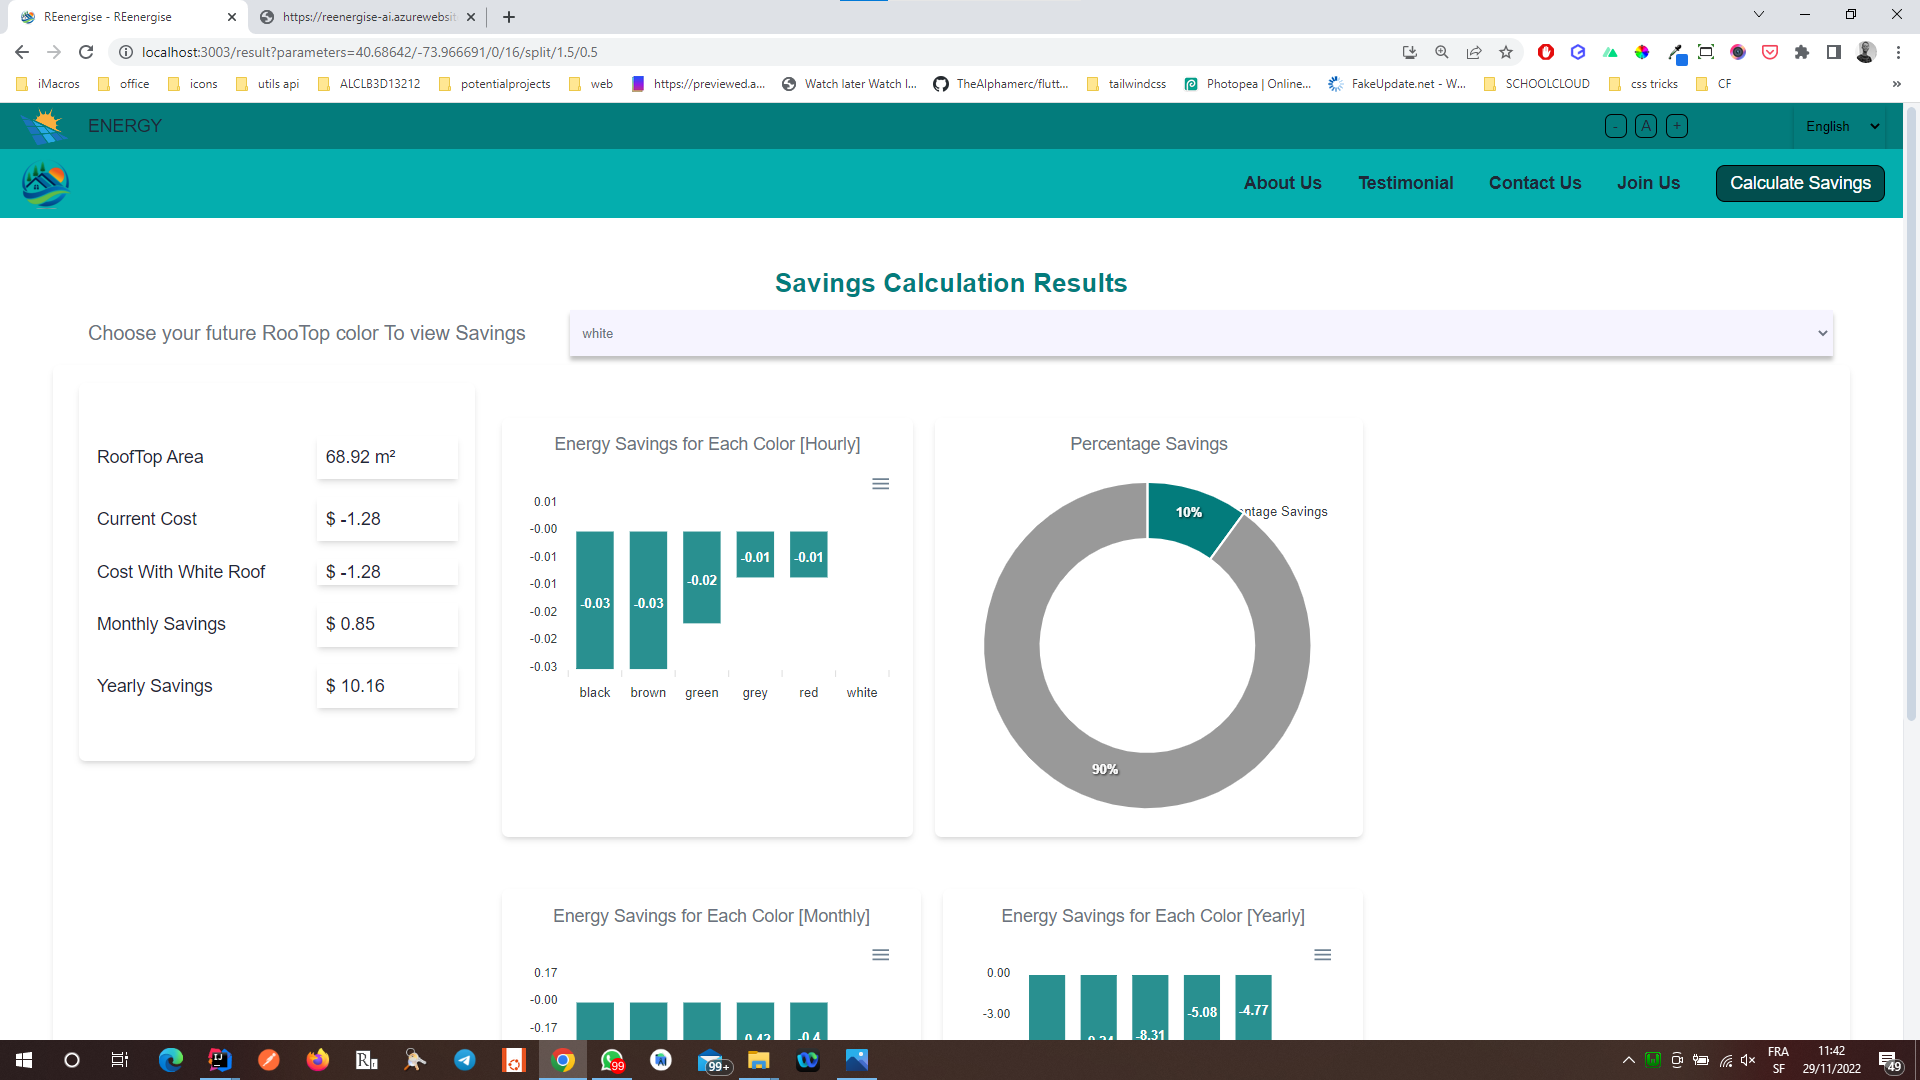 REenergise - REenergise
https://reenergise-ai.azurewebsit
localhost:3003/result?parameters=40.68642/-73.966691/0/16/split/1.5/0.5
iMacros office icons utils api ALCLB3D13212 potentialprojects web https://previewed.a... Watch later Watch l... TheAlphamerc/flutt... tailwindcss Photopea | Online... FakeUpdate.net - W... SCHOOLCLOUD css tricks CF »
ENERGY
- A +
English
About Us Testimonial Contact Us Join Us Calculate Savings
Savings Calculation Results
Choose your future RooTop color To view Savings
white
RoofTop Area 68.92 m²
Current Cost $ -1.28
Cost With White Roof $ -1.28
Monthly Savings $ 0.85
Yearly Savings $ 10.16
Energy Savings for Each Color [Hourly]
0.01
-0.00
-0.01
-0.01
-0.02
-0.02
-0.03
-0.03 -0.03 -0.02 -0.01 -0.01
black brown green grey red white
Percentage Savings
10%
ntage Savings
90%
Energy Savings for Each Color [Monthly]
0.17
-0.00
-0.17
Energy Savings for Each Color [Yearly]
0.00
-3.00
-8.31 -5.08 -4.77
99
99+
FRA
SF
11:42
29/11/2022
49